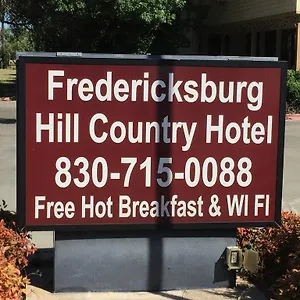 Fredericksburg
Hill Country Hotel
830-715-0088
Free Hot Breakfast & WI FI